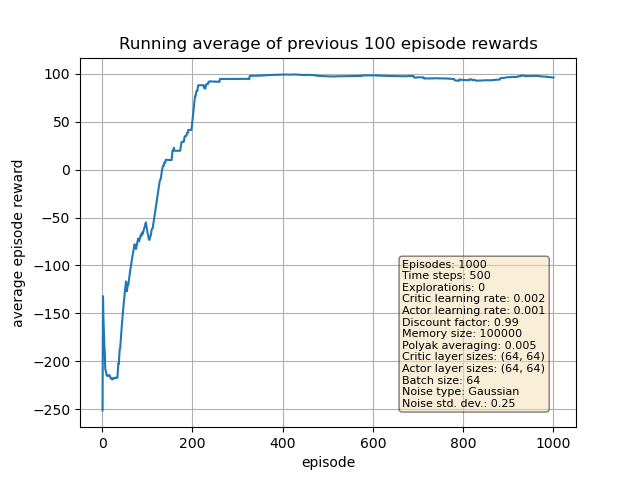 Running average of previous 100 episode rewards
average episode reward
100
50
0
−50
−100
−150
−200
−250
Episodes: 1000
Time steps: 500
Explorations: 0
Critic learning rate: 0.002
Actor learning rate: 0.001
Discount factor: 0.99
Memory size: 100000
Polyak averaging: 0.005
Critic layer sizes: (64, 64)
Actor layer sizes: (64, 64)
Batch size: 64
Noise type: Gaussian
Noise std. dev.: 0.25
0 200 400 600 800 1000
episode